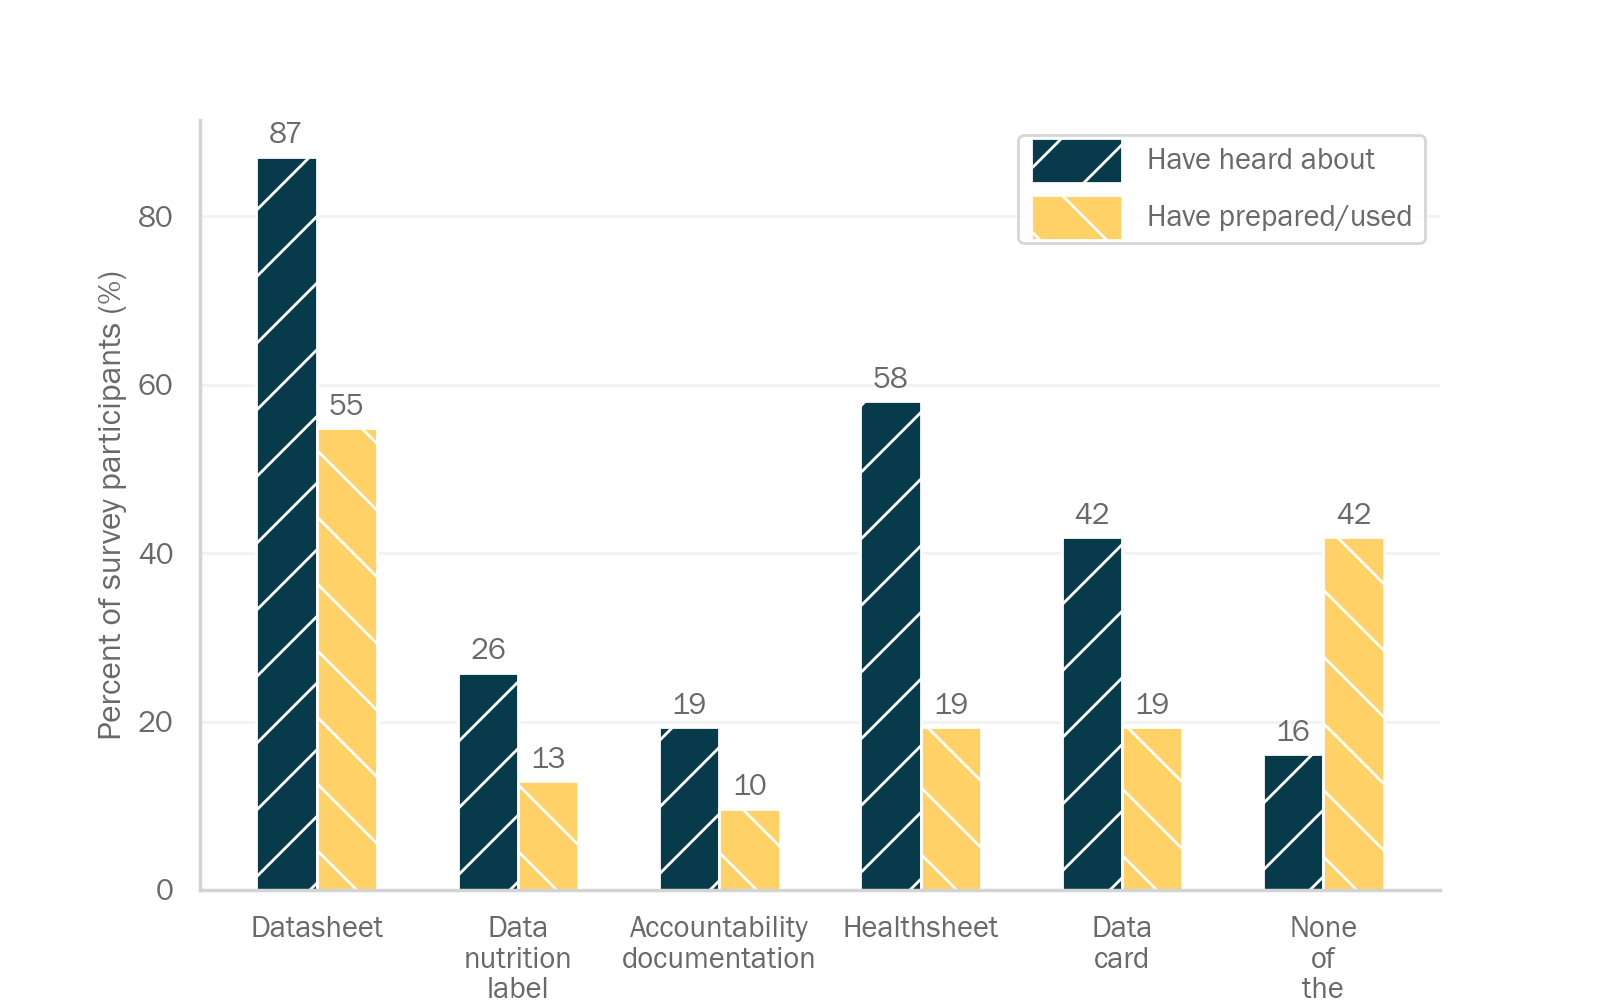 87
80
60
40
20
0
Percent of survey participants (%)
Have heard about
Have prepared/used
55
26
13
19
10
58
19
42
19
16
42
Datasheet
Data
nutrition
label
Accountability
documentation
Healthsheet
Data
card
None
of
the